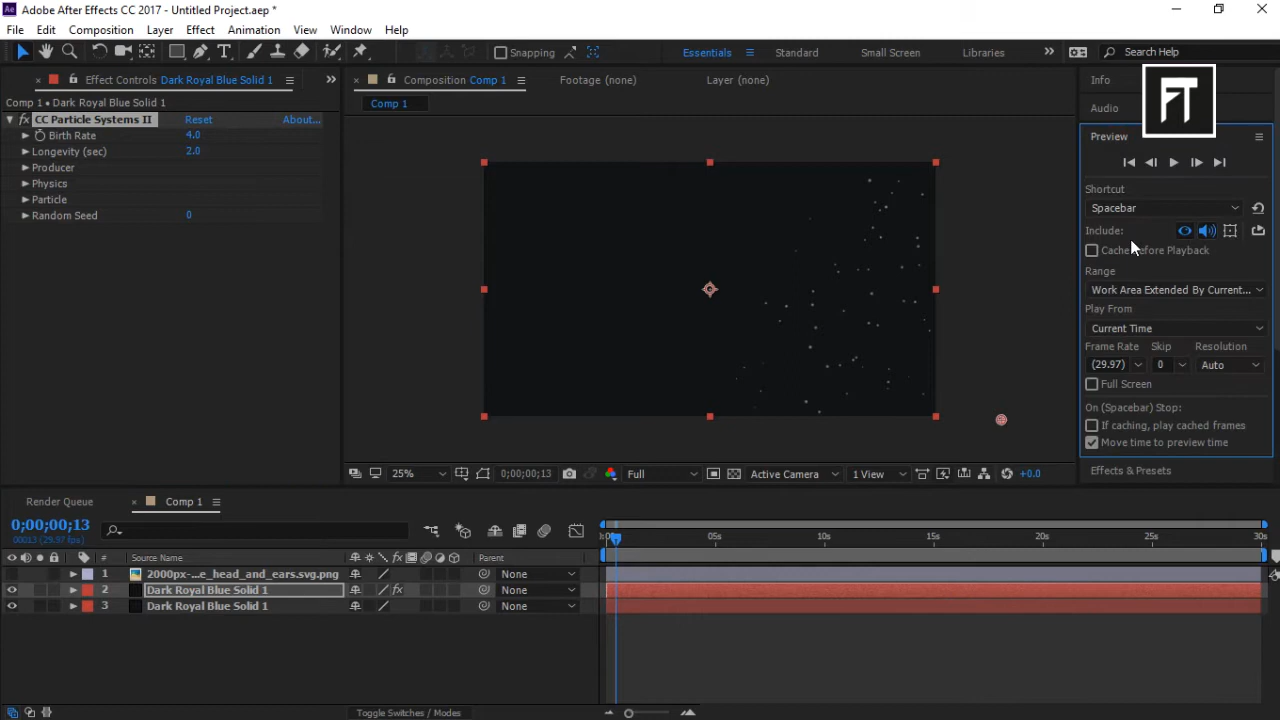 Ae Adobe After Effects CC 2017 - Untitled Project.aep *
File Edit Composition Layer Effect Animation View Window Help
Snapping Essentials Standard Small Screen Libraries Search Help
Effect Controls Dark Royal Blue Solid 1
Composition Comp 1
Footage (none)
Layer (none)
Info
FT
Comp 1 • Dark Royal Blue Solid 1
Comp 1
Audio
fx CC Particle Systems II Reset About...
Birth Rate 4.0
Longevity (sec) 2.0
Producer
Physics
Particle
Random Seed 0
Preview
Shortcut
Spacebar
Include:
Cache Before Playback
Range
Work Area Extended By Current...
Play From
Current Time
Frame Rate Skip Resolution
(29.97) 0 Auto
Full Screen
On (Spacebar) Stop:
If caching, play cached frames
Move time to preview time
Effects & Presets
25% 0;00;00;13 Full Active Camera 1 View +0.0
Render Queue Comp 1
0;00;00;13
00013 (29.97 fps)
05s 10s 15s 20s 25s 30s
# Source Name fx Parent
1 2000px-...e_head_and_ears.svg.png None
2 Dark Royal Blue Solid 1 fx None
3 Dark Royal Blue Solid 1 None
Toggle Switches / Modes